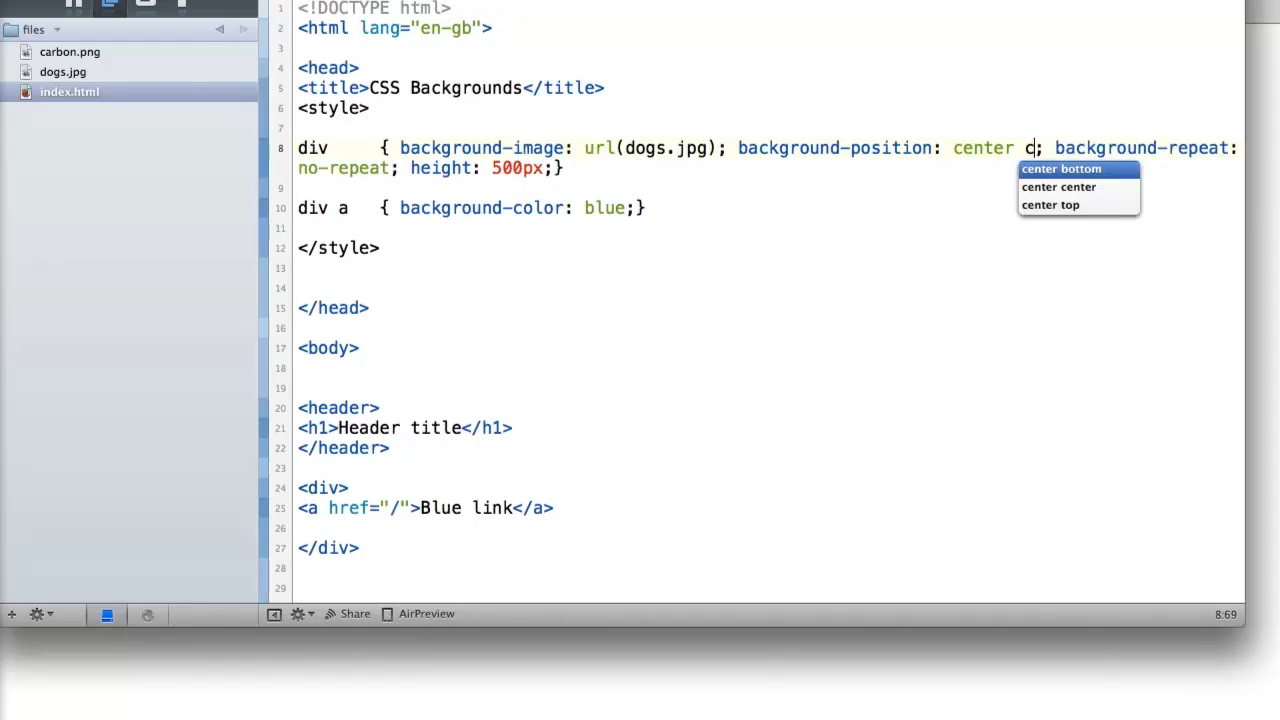 files
carbon.png
dogs.jpg
index.html
1 <!DOCTYPE html>
2 <html lang="en-gb">
3
4 <head>
5 <title>CSS Backgrounds</title>
6 <style>
7
8 div { background-image: url(dogs.jpg); background-position: center c; background-repeat:
no-repeat; height: 500px;}
center bottom
center center
center top
9
10 div a { background-color: blue;}
11
12 </style>
13
14
15 </head>
16
17 <body>
18
19
20 <header>
21 <h1>Header title</h1>
22 </header>
23
24 <div>
25 <a href="/">Blue link</a>
26
27 </div>
28
29
Share AirPreview 8:69